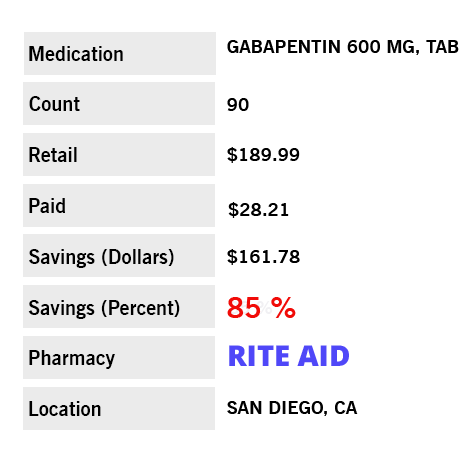 Medication GABAPENTIN 600 MG, TAB
Count 90
Retail $189.99
Paid $28.21
Savings (Dollars) $161.78
Savings (Percent) 85 %
Pharmacy RITE AID
Location SAN DIEGO, CA